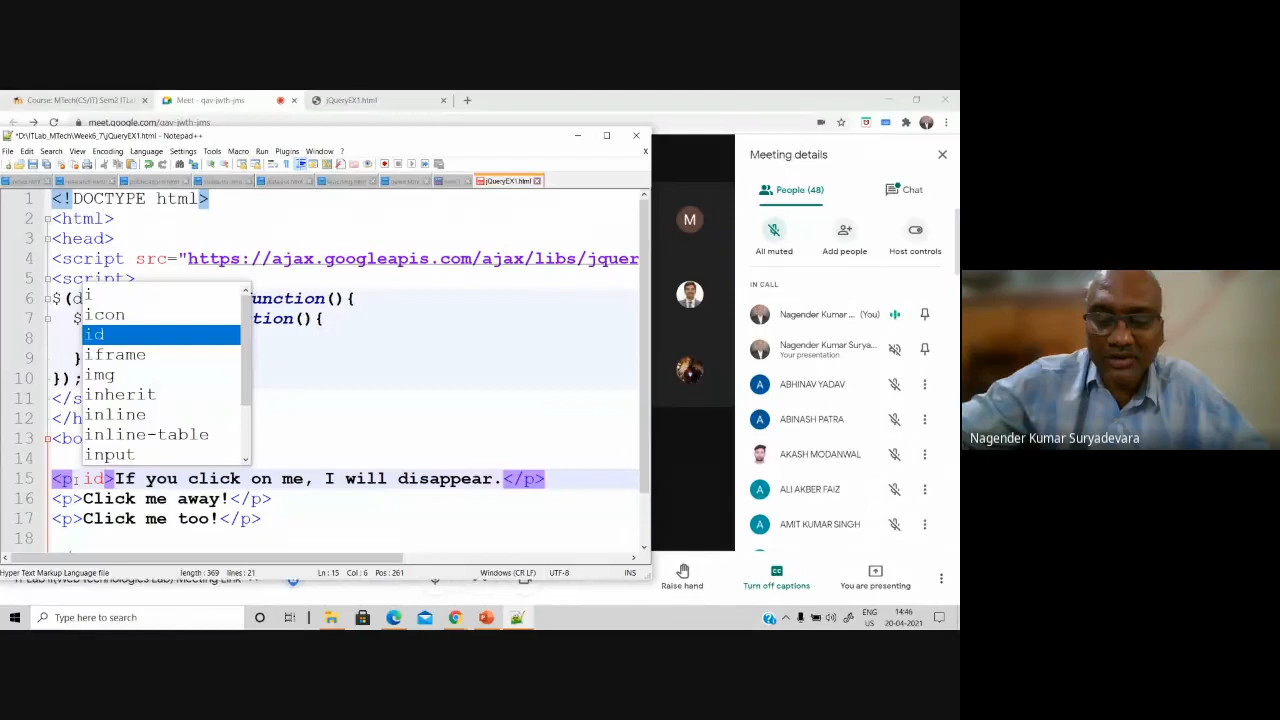 Course: MTech(CS/IT) Sem2 ITLab
Meet - qav-jwth-jms
jQueryEX1.html
meet.google.com/qav-jwth-jms
*D:\ITLab_MTech\Week6_7\jQueryEX1.html - Notepad++
File Edit Search View Encoding Language Settings Tools Macro Run Plugins Window ?
jQueryEX1.html
1 <!DOCTYPE html>
2 <html>
3 <head>
4 <script src="https://ajax.googleapis.com/ajax/libs/jquer
5 <script>
6 $(d unction(){
7 $ tion(){
8
9 }
10 });
11 </s
12 </h
13 <bo
14
15 <p id>If you click on me, I will disappear.</p>
16 <p>Click me away!</p>
17 <p>Click me too!</p>
18
i
icon
id
iframe
img
inherit
inline
inline-table
input
Hyper Text Markup Language file length : 369 lines : 21 Ln : 15 Col : 6 Pos : 261 Windows (CR LF) UTF-8 INS
IT Lab II(Web Technologies Lab) Meeting Link
M
Meeting details
People (48)
Chat
All muted
Add people
Host controls
IN CALL
Nagender Kumar ... (You)
Nagender Kumar Surya...
Your presentation
A ABHINAV YADAV
A ABINASH PATRA
AKASH MODANWAL
A ALI AKBER FAIZ
A AMIT KUMAR SINGH
Raise hand
CC
Turn off captions
You are presenting
Type here to search
ENG
US
14:46
20-04-2021
Nagender Kumar Suryadevara